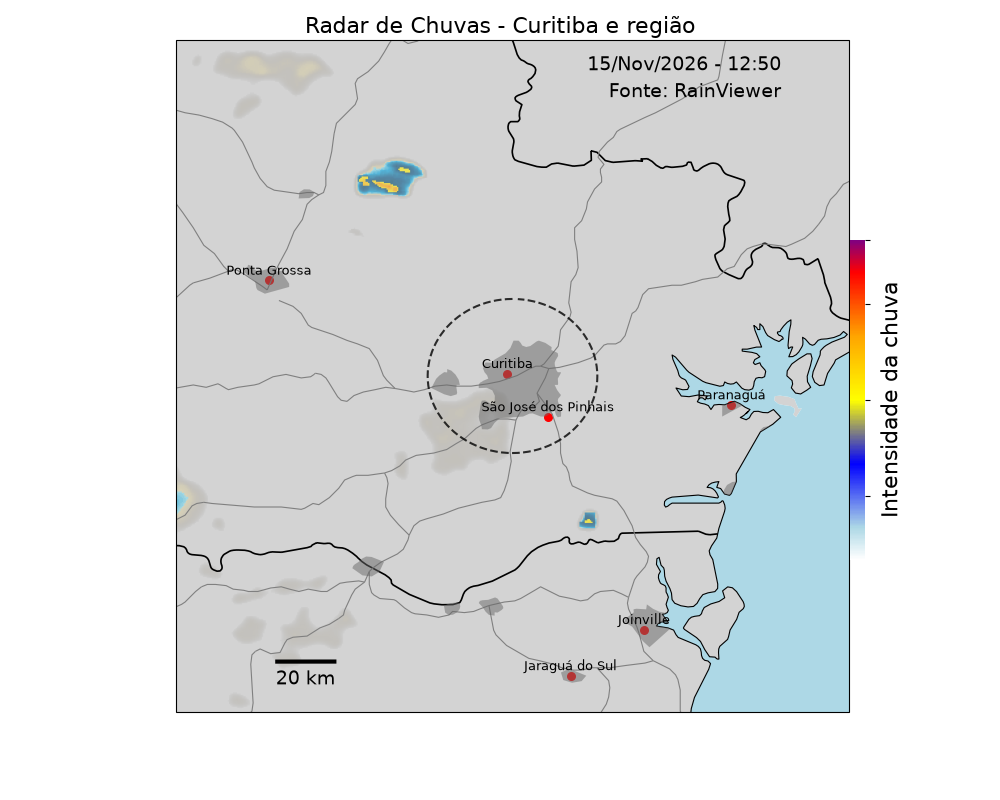 Radar de Chuvas - Curitiba e região
15/Nov/2026 - 12:50
Fonte: RainViewer
Ponta Grossa
Curitiba
Paranaguá
São José dos Pinhais
Intensidade da chuva
Joinville
Jaraguá do Sul
20 km